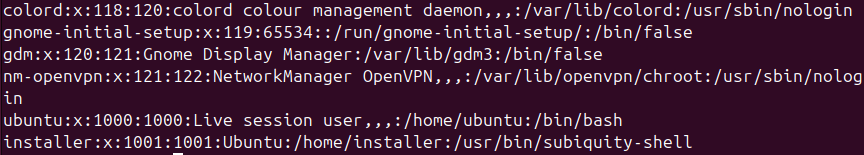 colord:x:118:120:colord colour management daemon,,,:/var/lib/colord:/usr/sbin/nologin
gnome-initial-setup:x:119:65534::/run/gnome-initial-setup/:/bin/false
gdm:x:120:121:Gnome Display Manager:/var/lib/gdm3:/bin/false
nm-openvpn:x:121:122:NetworkManager OpenVPN,,,:/var/lib/openvpn/chroot:/usr/sbin/nolog
in
ubuntu:x:1000:1000:Live session user,,,:/home/ubuntu:/bin/bash
installer:x:1001:1001:Ubuntu:/home/installer:/usr/bin/subiquity-shell